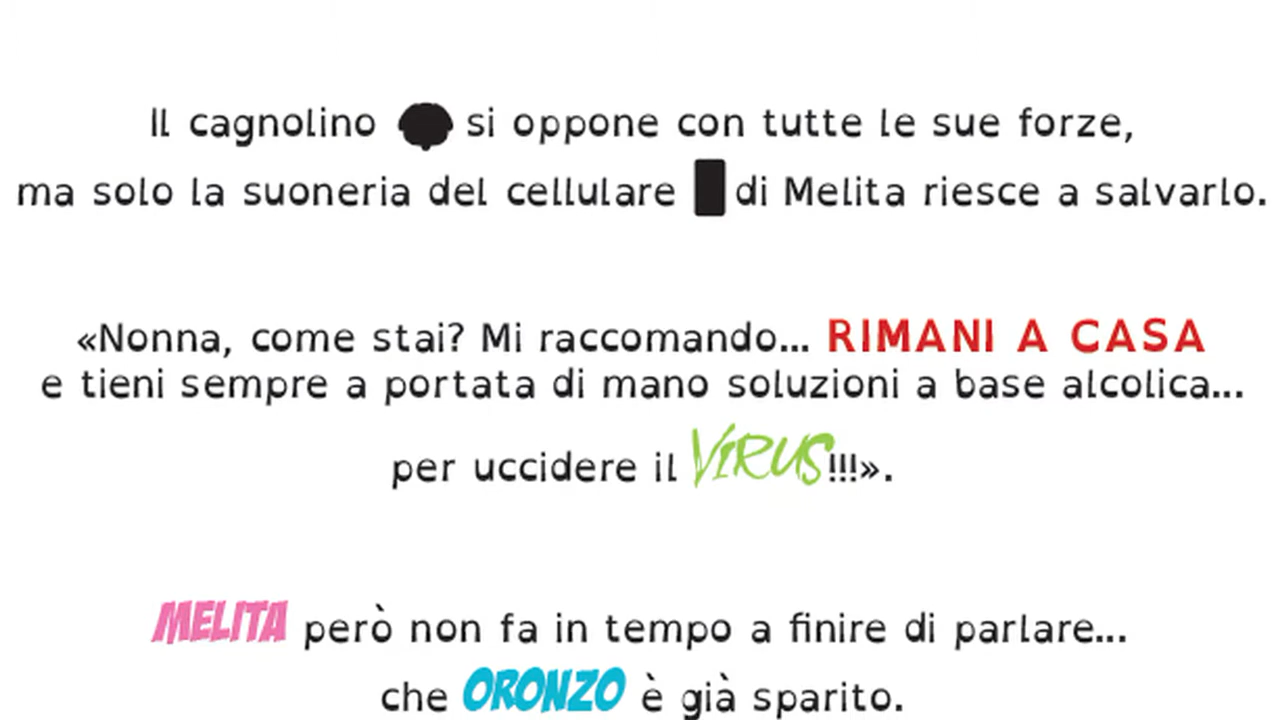 Il cagnolino si oppone con tutte le sue forze,
ma solo la suoneria del cellulare di Melita riesce a salvarlo.
«Nonna, come stai? Mi raccomando... RIMANI A CASA
e tieni sempre a portata di mano soluzioni a base alcolica...
per uccidere il VIRUS!!!».
MELITA però non fa in tempo a finire di parlare...
che ORONZO è già sparito.